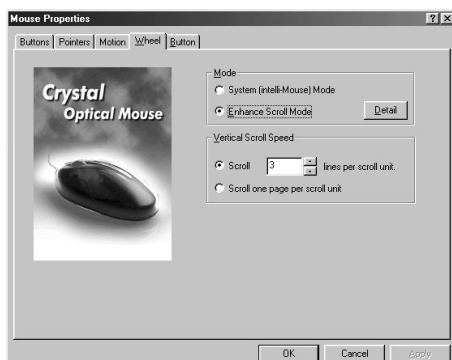 Mouse Properties
Buttons Pointers Motion Wheel Button
Crystal
Optical Mouse
Mode
System (intelli-Mouse) Mode
Enhance Scroll Mode Detail
Vertical Scroll Speed
Scroll 3 lines per scroll unit.
Scroll one page per scroll unit
OK Cancel Apply